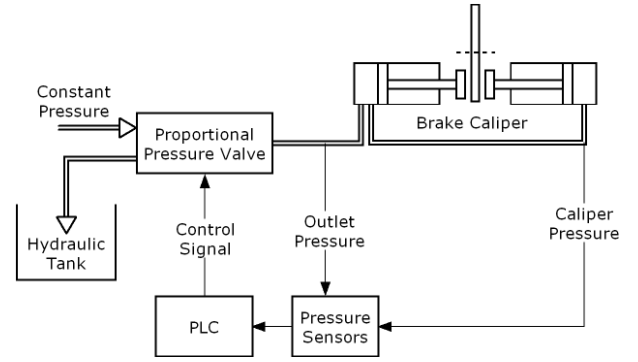 Constant
Pressure
Proportional
Pressure Valve
Brake Caliper
Hydraulic
Tank
Control
Signal
Outlet
Pressure
Caliper
Pressure
PLC
Pressure
Sensors